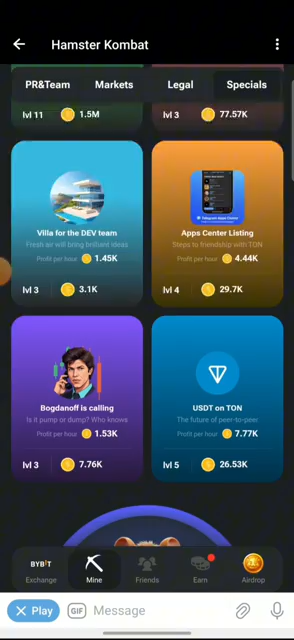 Hamster Kombat
PR&Team
Markets
Legal
Specials
lvl 11
1.5M
lvl 3
77.57K
Villa for the DEV team
Fresh air will bring brilliant ideas
Profit per hour 1.45K
lvl 3
3.1K
Telegram Apps Center
Apps Center Listing
Steps to friendship with TON
Profit per hour 4.44K
lvl 4
29.7K
Bogdanoff is calling
Is it pump or dump? Who knows
Profit per hour 1.53K
lvl 3
7.76K
USDT on TON
The future of peer-to-peer
Profit per hour 7.77K
lvl 5
26.53K
BYBIT
Exchange
Mine
Friends
Earn
Airdrop
Play
GIF
Message